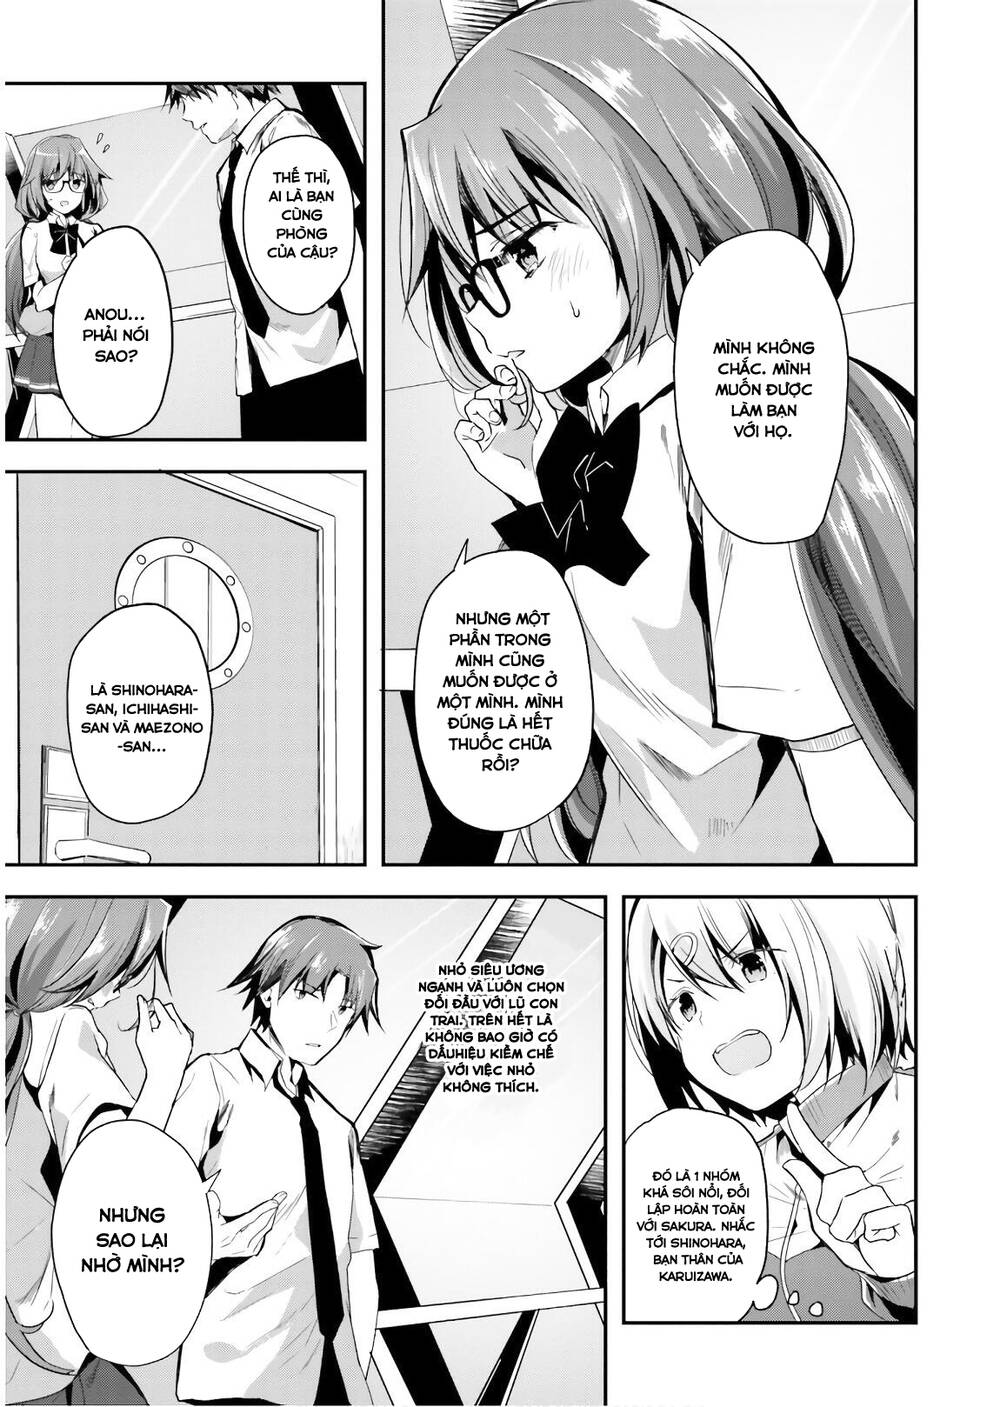 MÌNH KHÔNG
CHẮC. MÌNH
MUỐN ĐƯỢC
LÀM BẠN
VỚI HỌ.
NHƯNG MỘT
PHẦN TRONG
MÌNH CŨNG
MUỐN ĐƯỢC Ở
MỘT MÌNH. MÌNH
ĐÚNG LÀ HẾT
THUỐC CHỮA
RỒI?
THẾ THÌ,
AI LÀ BẠN
CÙNG
PHÒNG
CỦA CẬU?
ANOU...
PHẢI NÓI
SAO?
LÀ SHINOHARA-
SAN, ICHIHASHI-
SAN VÀ MAEZONO
-SAN...
ĐÓ LÀ 1 NHÓM
KHÁ SÔI NỔI, ĐỐI
LẬP HOÀN TOÀN
VỚI SAKURA. NHẮC
TỚI SHINOHARA,
BẠN THÂN CỦA
KARUIZAWA.
NHỎ SIÊU ƯƠNG
NGẠNH VÀ LUÔN CHỌN
ĐỐI ĐẦU VỚI LŨ CON
TRAI. TRÊN HẾT LÀ
KHÔNG BAO GIỜ CÓ
DẤUHIỆU KIỀM CHẾ
VỚI VIỆC NHỎ
KHÔNG THÍCH.
NHƯNG
SAO LẠI
NHỜ MÌNH?